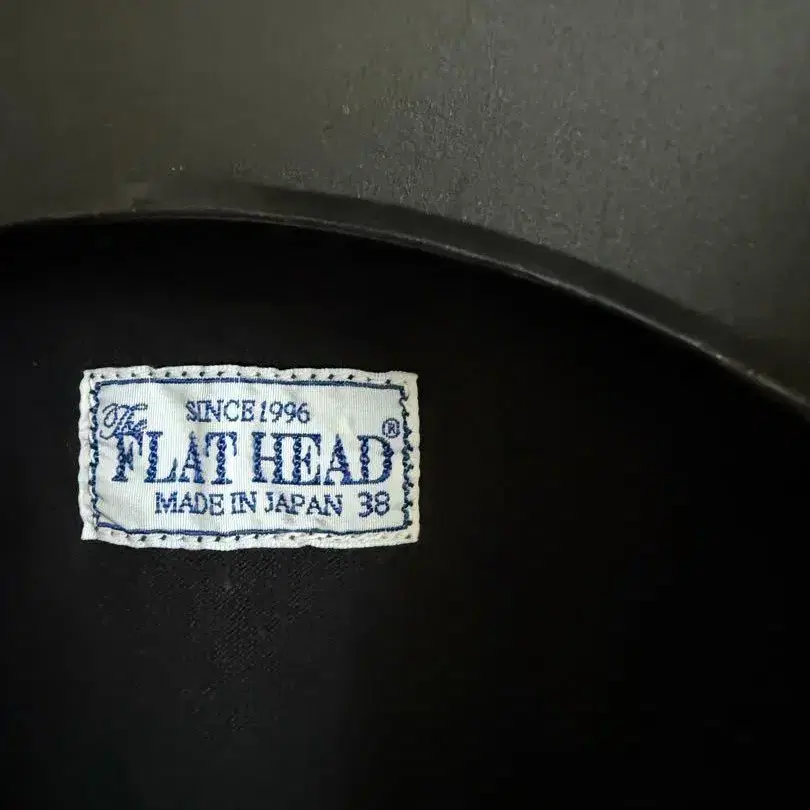 SINCE 1996
The
FLAT HEAD®
MADE IN JAPAN 38